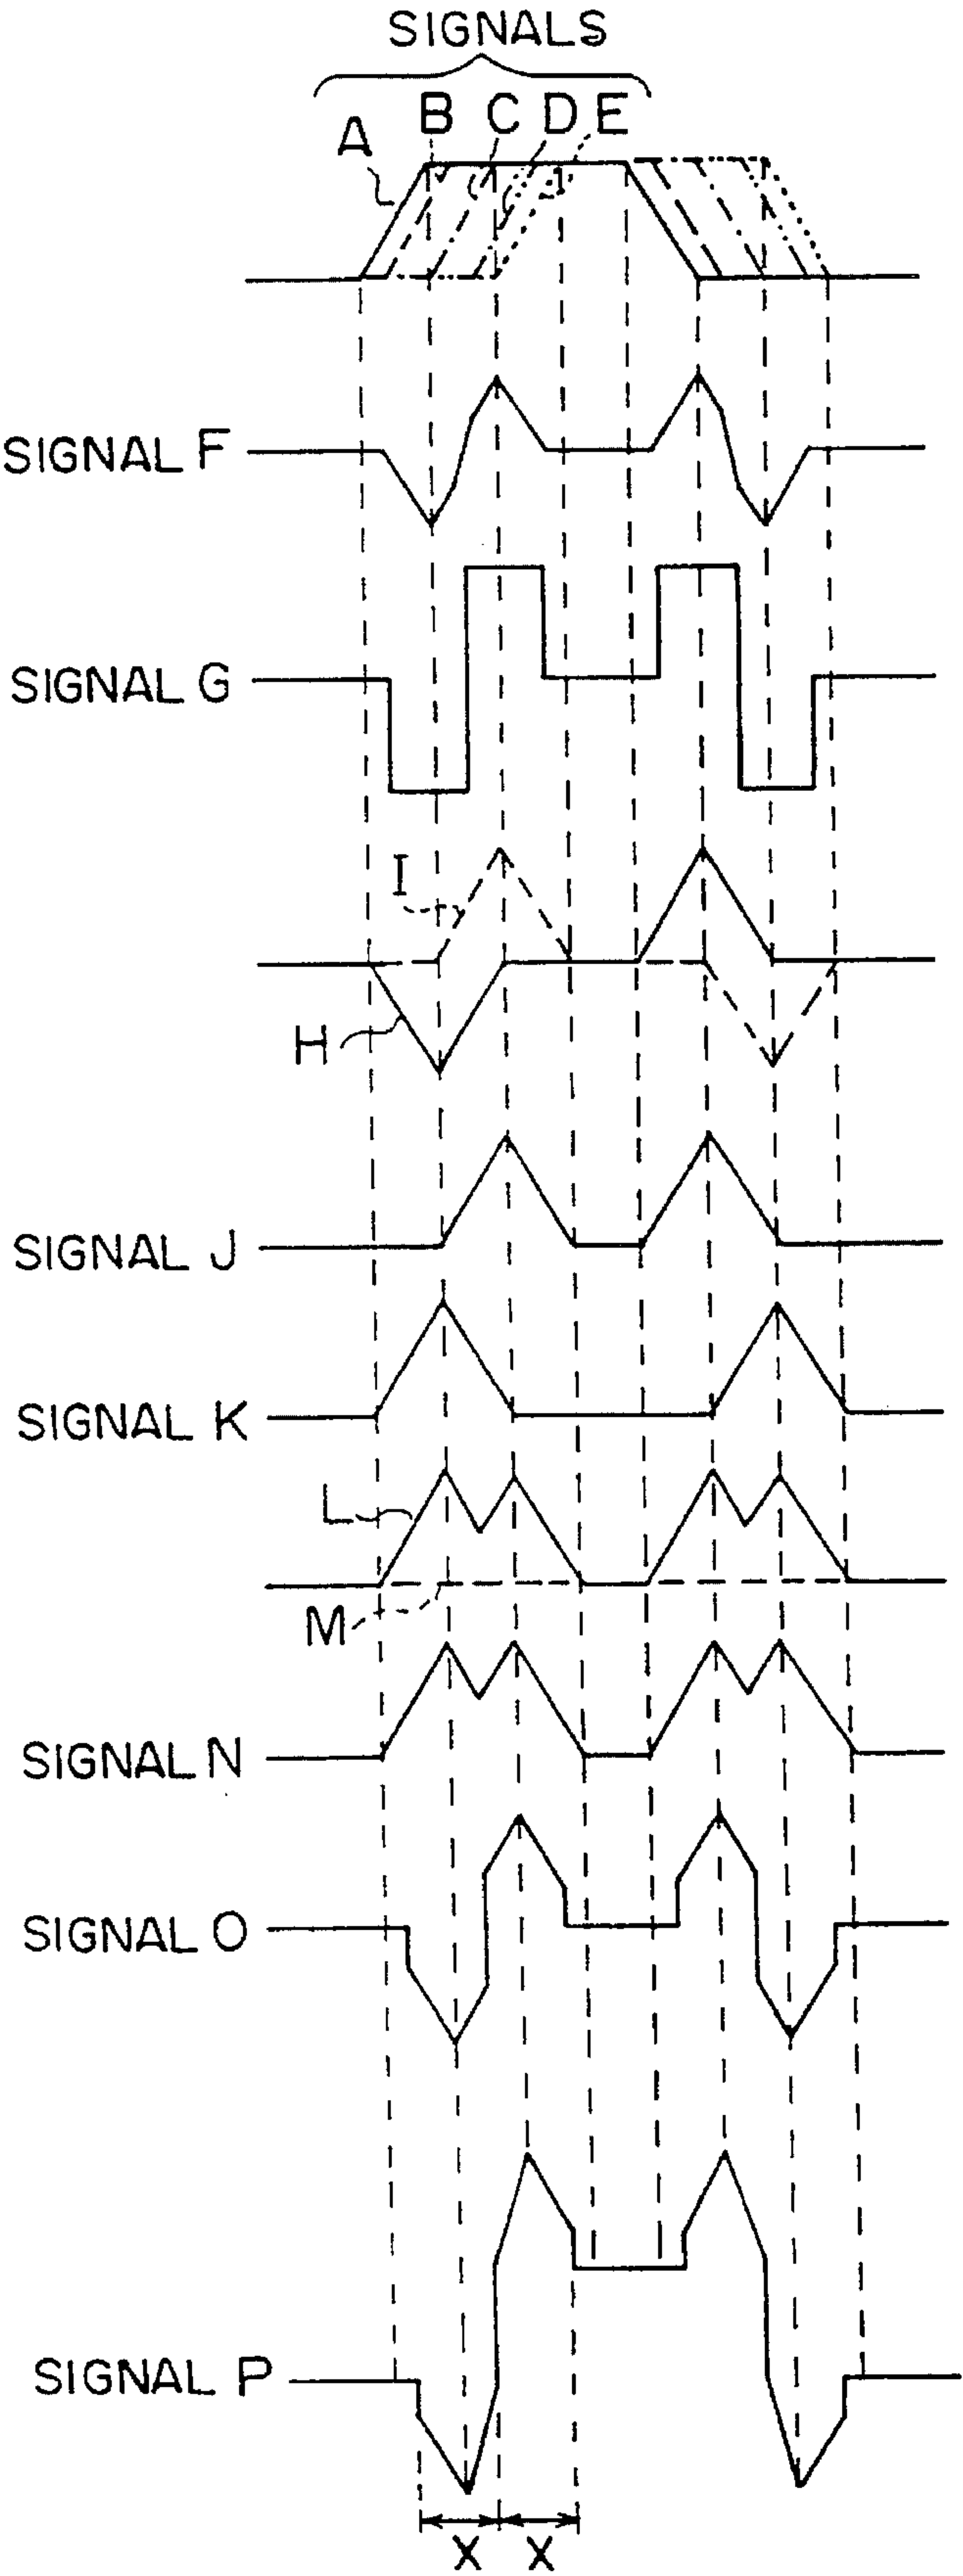 SIGNALS
A B C D E
SIGNAL F
SIGNAL G
I
H
SIGNAL J
SIGNAL K
L
M
SIGNAL N
SIGNAL O
SIGNAL P
X X